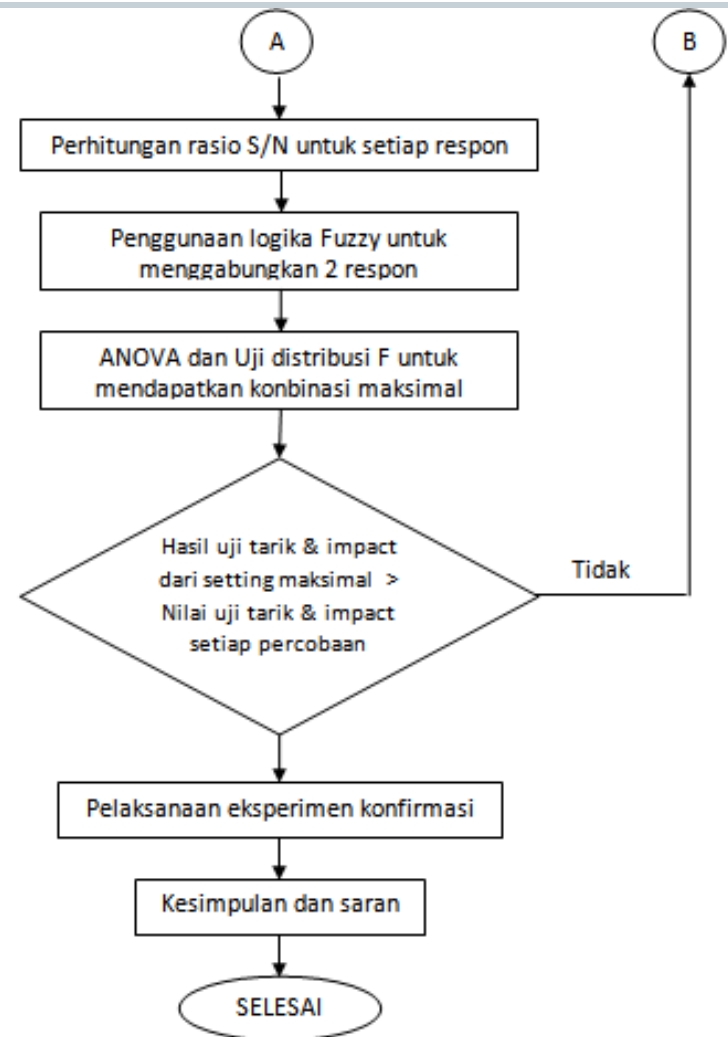 A
B
Perhitungan rasio S/N untuk setiap respon
Penggunaan logika Fuzzy untuk
menggabungkan 2 respon
ANOVA dan Uji distribusi F untuk
mendapatkan konbinasi maksimal
Hasil uji tarik & impact
dari setting maksimal >
Nilai uji tarik & impact
setiap percobaan
Tidak
Pelaksanaan eksperimen konfirmasi
Kesimpulan dan saran
SELESAI